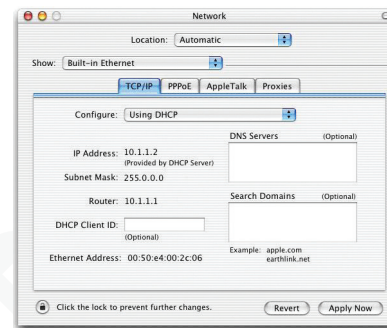 Network
Location: Automatic
Show: Built-in Ethernet
TCP/IP PPPoE AppleTalk Proxies
Configure: Using DHCP
DNS Servers (Optional)
IP Address: 10.1.1.2
(Provided by DHCP Server)
Subnet Mask: 255.0.0.0
Router: 10.1.1.1
Search Domains (Optional)
DHCP Client ID:
(Optional)
Example: apple.com
earthlink.net
Ethernet Address: 00:50:e4:00:2c:06
Click the lock to prevent further changes.
Revert Apply Now